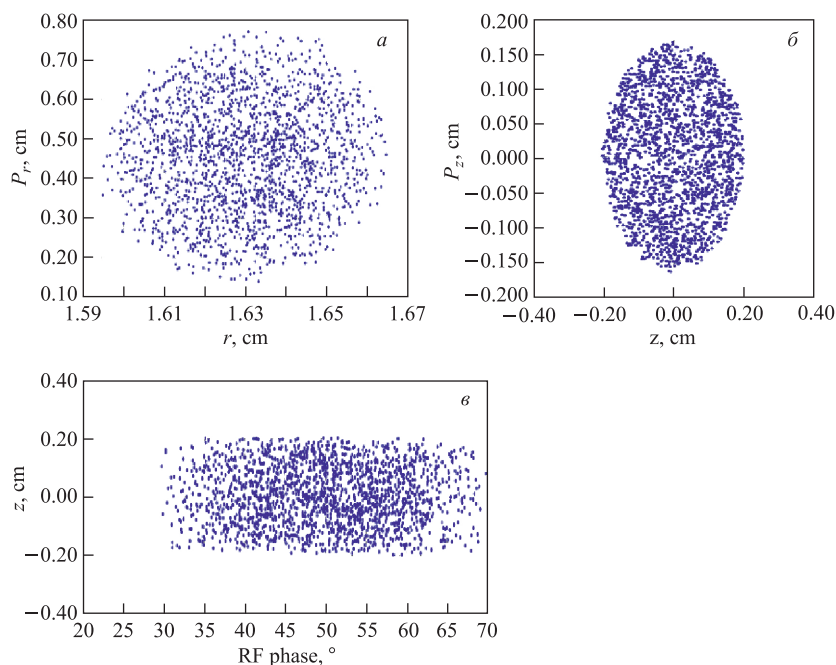 а
0.80
0.70
0.60
0.50
0.40
0.30
0.20
0.10
P_r, cm
1.59 1.61 1.63 1.65 1.67
r, cm
б
0.200
0.150
0.100
0.050
0.000
−0.050
−0.100
−0.150
−0.200
P_z, cm
−0.40 −0.20 0.00 0.20 0.40
z, cm
в
0.40
0.20
0.00
−0.20
−0.40
z, cm
20 25 30 35 40 45 50 55 60 65 70
RF phase, °